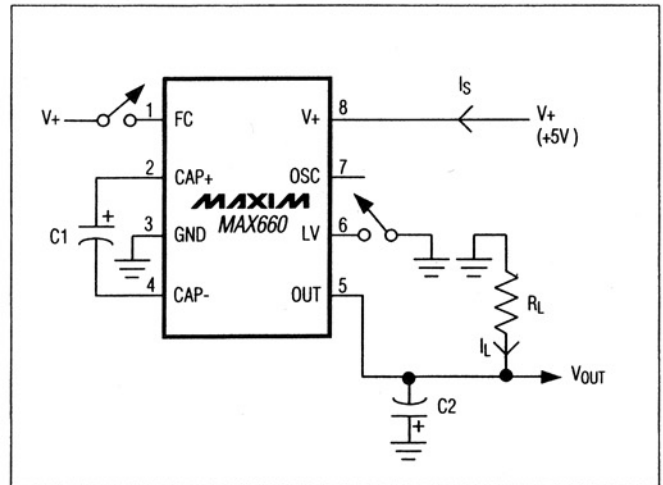 V+ 1 FC V+ 8 IS V+
(+5V )
2 CAP+ OSC 7
MAXIM
MAX660
C1 + 3 GND LV 6
4 CAP- OUT 5 RL
IL
VOUT
C2
+